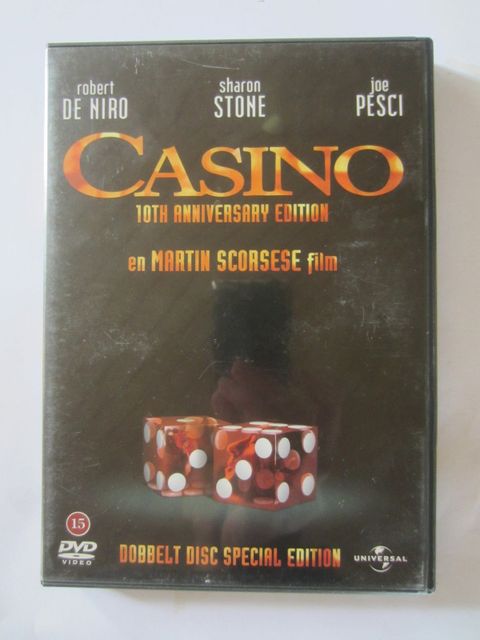 robert DE NIRO
sharon STONE
joe PESCI
CASINO
10TH ANNIVERSARY EDITION
en MARTIN SCORSESE film
15
DVD
VIDEO
DOBBELT DISC SPECIAL EDITION
UNIVERSAL